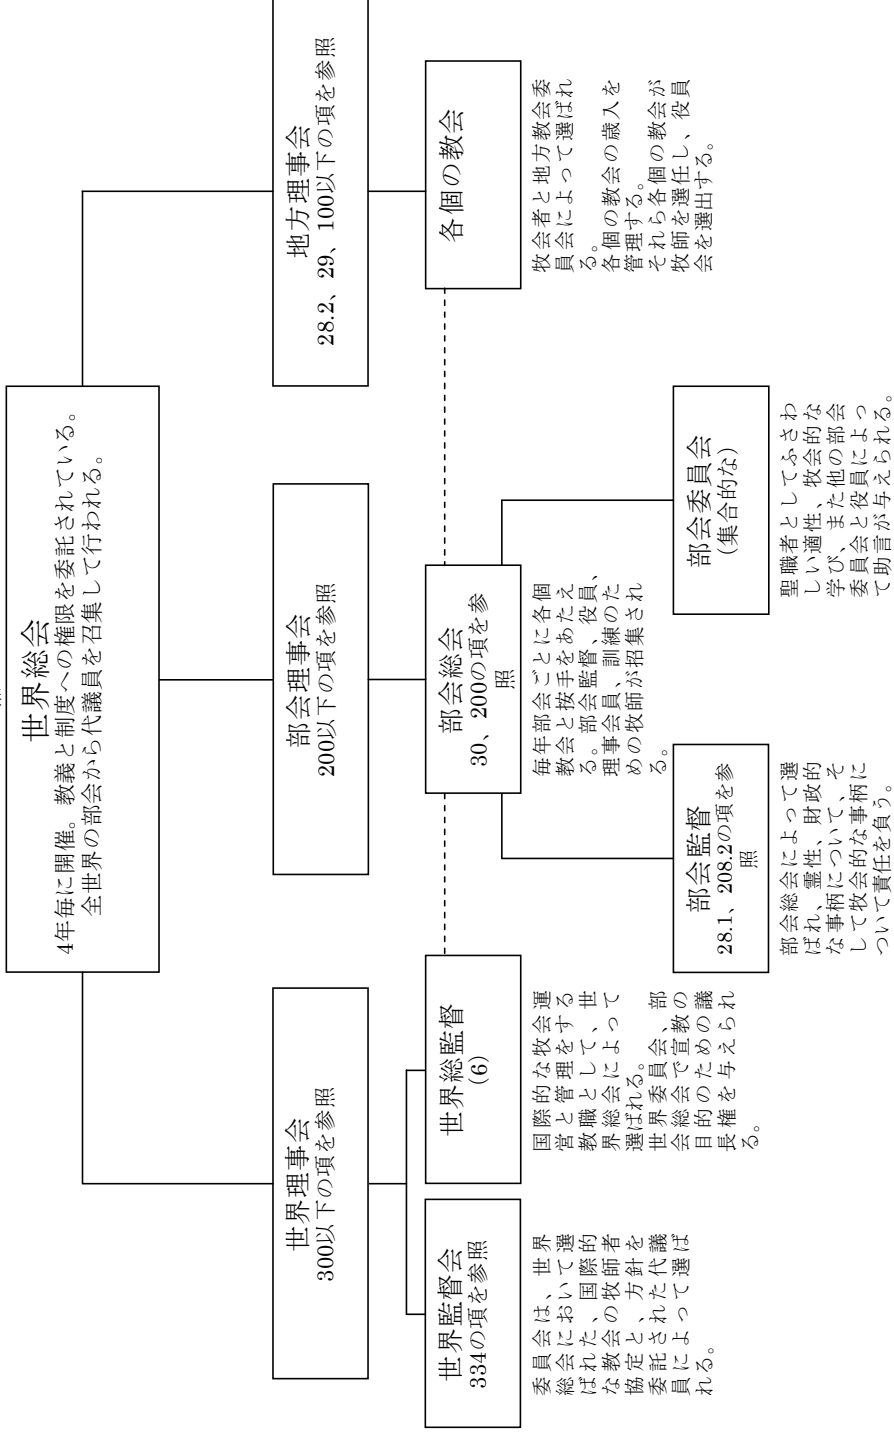 世界総会
4年毎に開催。教義と制度への権限を委託されている。
全世界の部会から代議員を召集して行われる。
世界理事会
300以下の項を参照
部会理事会
200以下の項を参照
地方理事会
28.2、29、100以下の項を参照
世界監督会
334の項を参照
委員会は、世界
総会において選
ばれた、国際的
な教会の牧師者
協定と、方針を
委託された代議
員によって選ば
れる。
世界総監督
(6)
国際的な牧会運
営と管理をする
教職として、世
界総会によって
選ばれる。
世界委員会、部
会総会で宣教の
目的のための議
長権を与えられ
る。
部会総会
30、200の項を参
照
毎年部会ごとに各個
教会と按手をあたえ
る。部会監督、役員、
理事会員、訓練のた
めの牧師が招集され
る。
各個の教会
牧会者と地方教会委
員会によって選ばれ
る。
各個の教会の歳入を
管理する。
それら各個の教会が
牧師を選任し、役員
会を選出する。
部会監督
28.1、208.2の項を参
照
部会総会によって選
ばれ、霊性、財政的
な事柄について、そ
して牧会的な事柄に
ついて責任を負う。
部会委員会
(集合的な)
聖職者としてふさわ
しい適性、牧会的な
学び、また他の部会
委員会と役員によっ
て助言が与えられる。